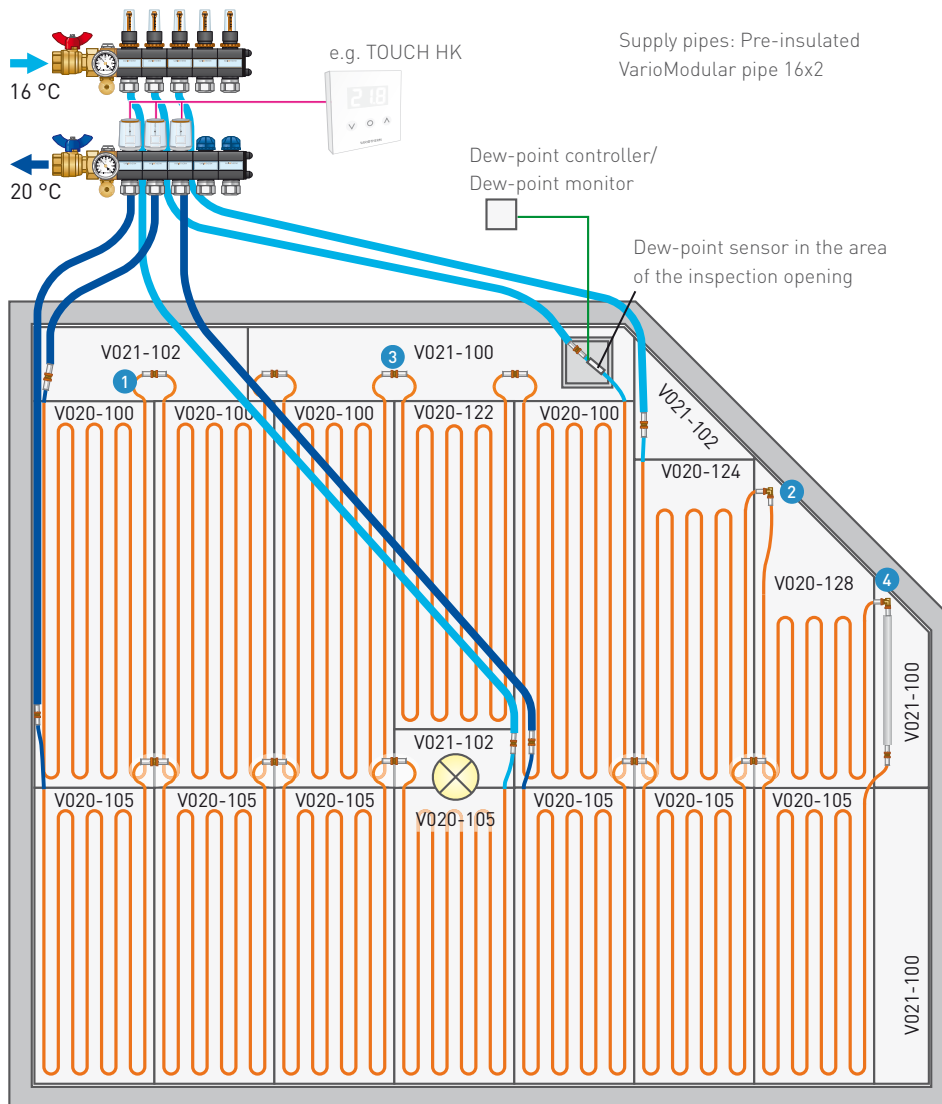 e.g. TOUCH HK
Supply pipes: Pre-insulated
VarioModular pipe 16x2
16 °C
20 °C
21.8
Dew-point controller/
Dew-point monitor
Dew-point sensor in the area
of the inspection opening
V021-102
V021-100
3
1
V020-100
V020-100
V020-100
V020-122
V020-100
V021-102
V020-124
2
V020-128
4
V021-100
V021-102
V020-105
V020-105
V020-105
V020-105
V020-105
V020-105
V020-105
V021-100